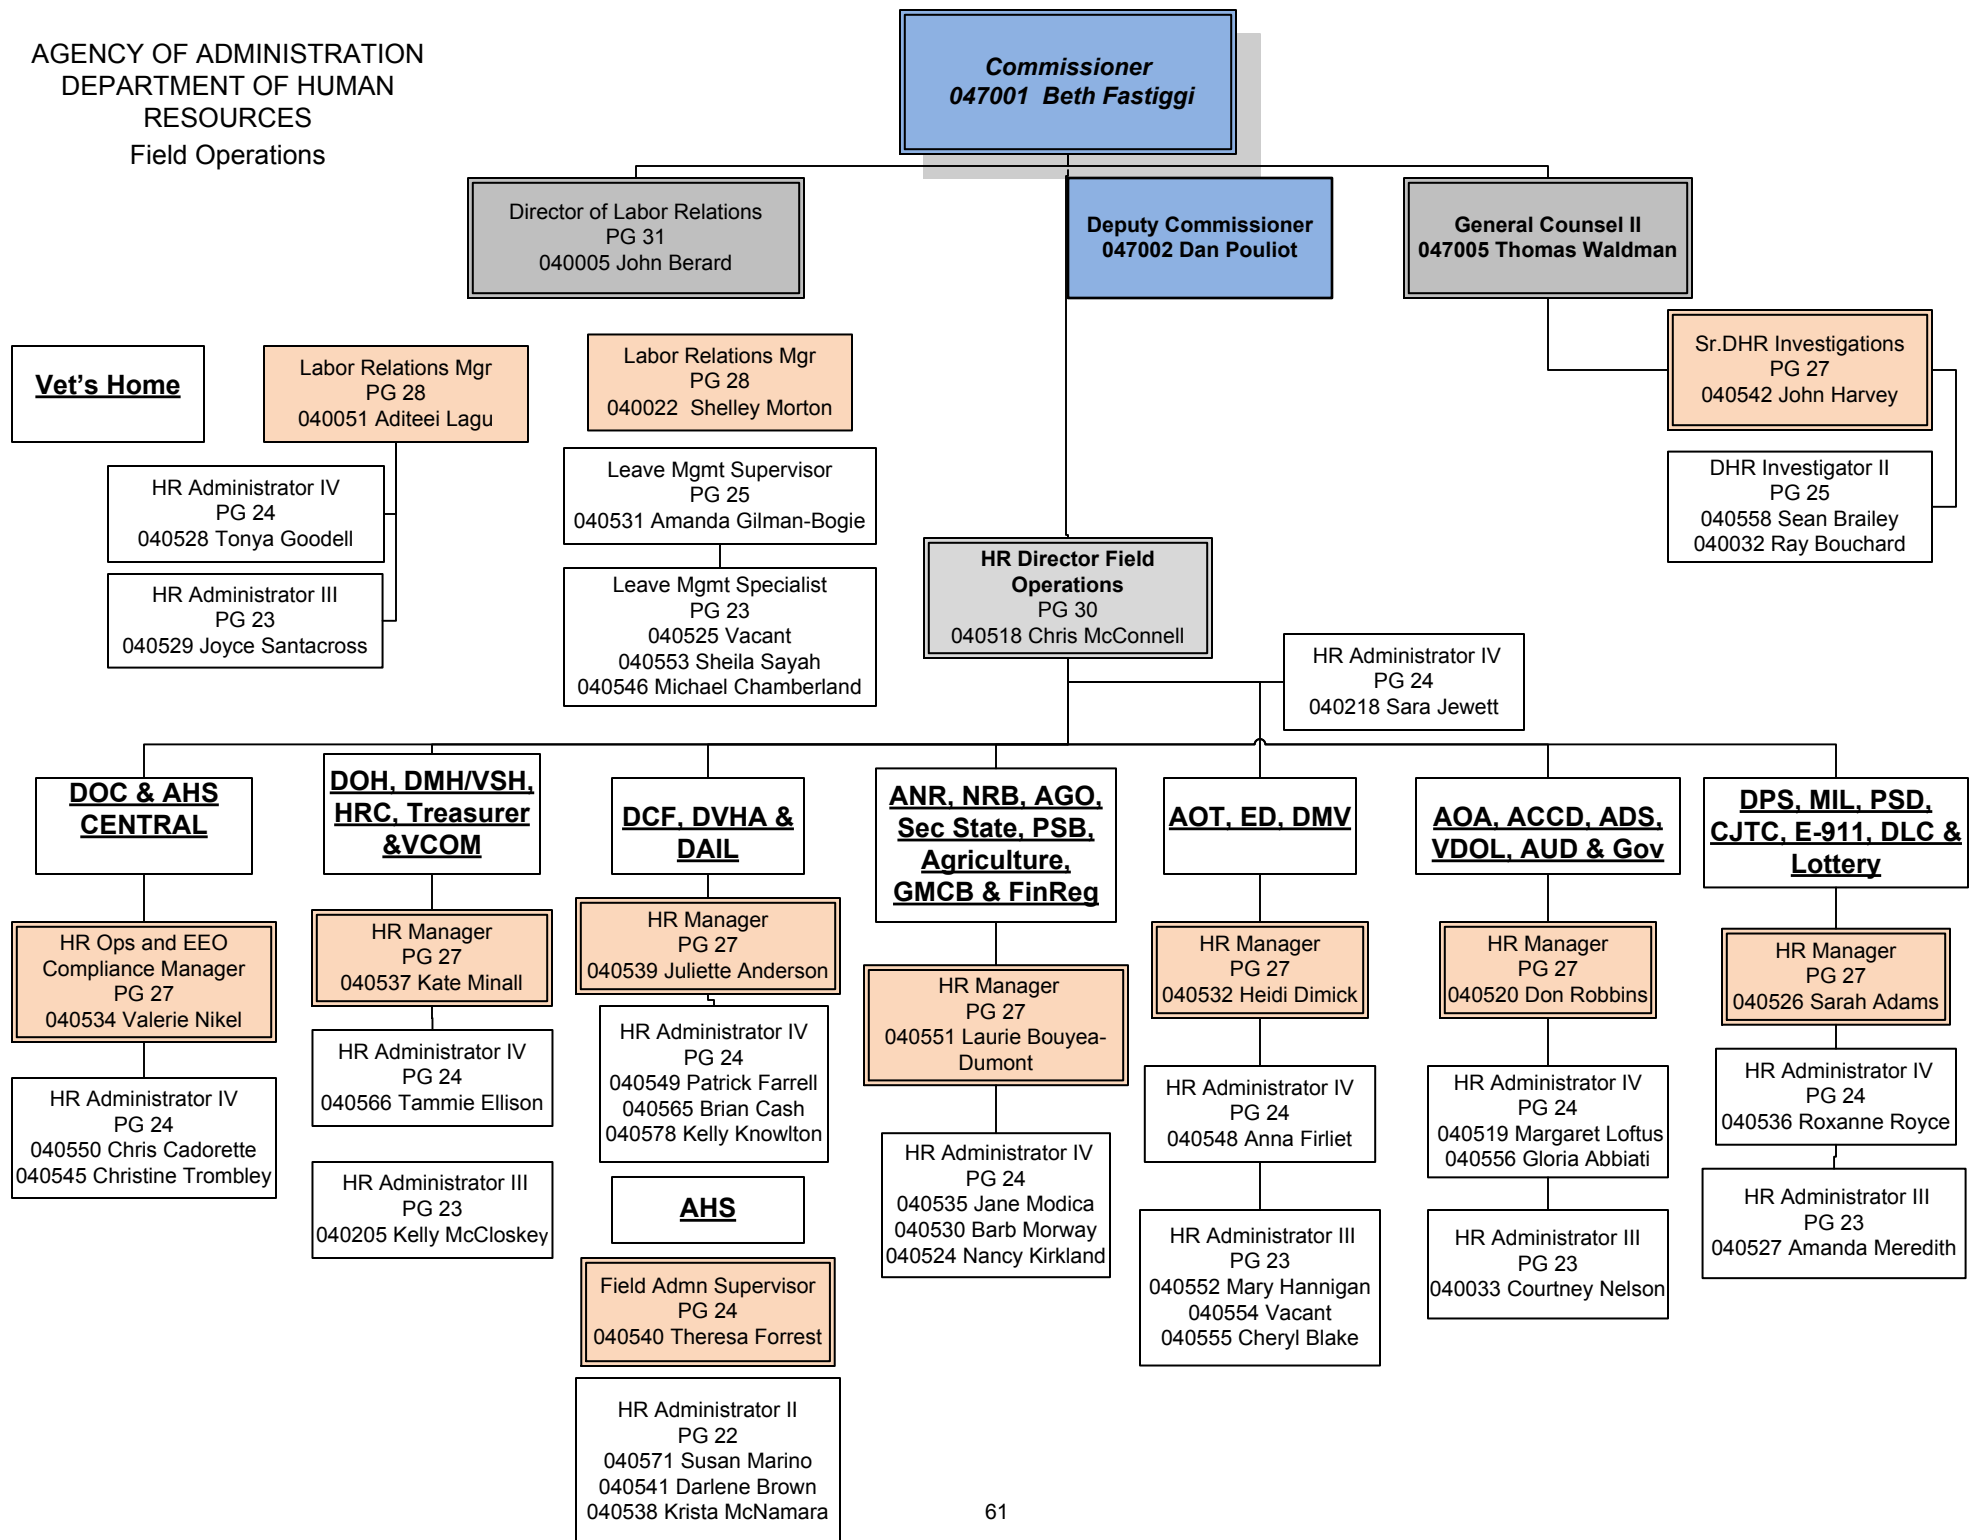 AGENCY OF ADMINISTRATION
DEPARTMENT OF HUMAN
RESOURCES
Field Operations
Commissioner
047001 Beth Fastiggi
Director of Labor Relations
PG 31
040005 John Berard
Deputy Commissioner
047002 Dan Pouliot
General Counsel II
047005 Thomas Waldman
Vet's Home
Labor Relations Mgr
PG 28
040051 Aditeei Lagu
Labor Relations Mgr
PG 28
040022 Shelley Morton
Sr.DHR Investigations
PG 27
040542 John Harvey
HR Administrator IV
PG 24
040528 Tonya Goodell
Leave Mgmt Supervisor
PG 25
040531 Amanda Gilman-Bogie
DHR Investigator II
PG 25
040558 Sean Brailey
040032 Ray Bouchard
HR Administrator III
PG 23
040529 Joyce Santacross
Leave Mgmt Specialist
PG 23
040525 Vacant
040553 Sheila Sayah
040546 Michael Chamberland
HR Director Field
Operations
PG 30
040518 Chris McConnell
HR Administrator IV
PG 24
040218 Sara Jewett
DOC & AHS
CENTRAL
HR Ops and EEO
Compliance Manager
PG 27
040534 Valerie Nikel
HR Administrator IV
PG 24
040550 Chris Cadorette
040545 Christine Trombley
DOH, DMH/VSH,
HRC, Treasurer
&VCOM
HR Manager
PG 27
040537 Kate Minall
HR Administrator IV
PG 24
040566 Tammie Ellison
HR Administrator III
PG 23
040205 Kelly McCloskey
DCF, DVHA &
DAIL
HR Manager
PG 27
040539 Juliette Anderson
HR Administrator IV
PG 24
040549 Patrick Farrell
040565 Brian Cash
040578 Kelly Knowlton
AHS
Field Admn Supervisor
PG 24
040540 Theresa Forrest
HR Administrator II
PG 22
040571 Susan Marino
040541 Darlene Brown
040538 Krista McNamara
ANR, NRB, AGO,
Sec State, PSB,
Agriculture,
GMCB & FinReg
HR Manager
PG 27
040551 Laurie Bouyea-
Dumont
HR Administrator IV
PG 24
040535 Jane Modica
040530 Barb Morway
040524 Nancy Kirkland
AOT, ED, DMV
HR Manager
PG 27
040532 Heidi Dimick
HR Administrator IV
PG 24
040548 Anna Firliet
HR Administrator III
PG 23
040552 Mary Hannigan
040554 Vacant
040555 Cheryl Blake
AOA, ACCD, ADS,
VDOL, AUD & Gov
HR Manager
PG 27
040520 Don Robbins
HR Administrator IV
PG 24
040519 Margaret Loftus
040556 Gloria Abbiati
HR Administrator III
PG 23
040033 Courtney Nelson
DPS, MIL, PSD,
CJTC, E-911, DLC &
Lottery
HR Manager
PG 27
040526 Sarah Adams
HR Administrator IV
PG 24
040536 Roxanne Royce
HR Administrator III
PG 23
040527 Amanda Meredith
61